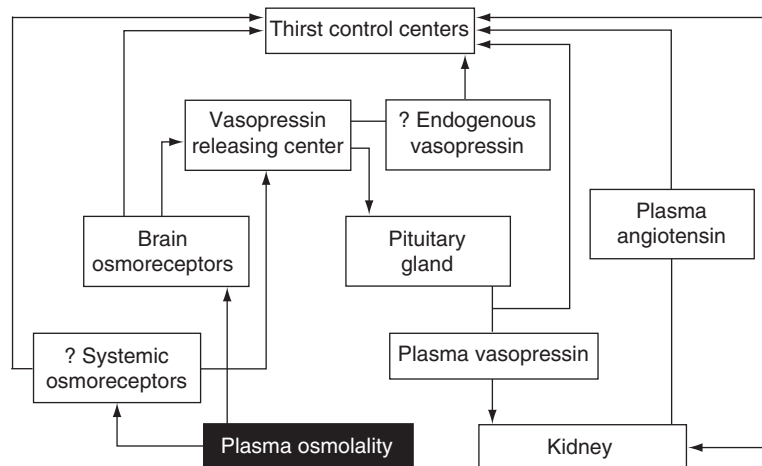 Thirst control centers
Vasopressin
releasing center
? Endogenous
vasopressin
Brain
osmoreceptors
Pituitary
gland
Plasma
angiotensin
? Systemic
osmoreceptors
Plasma vasopressin
Plasma osmolality
Kidney